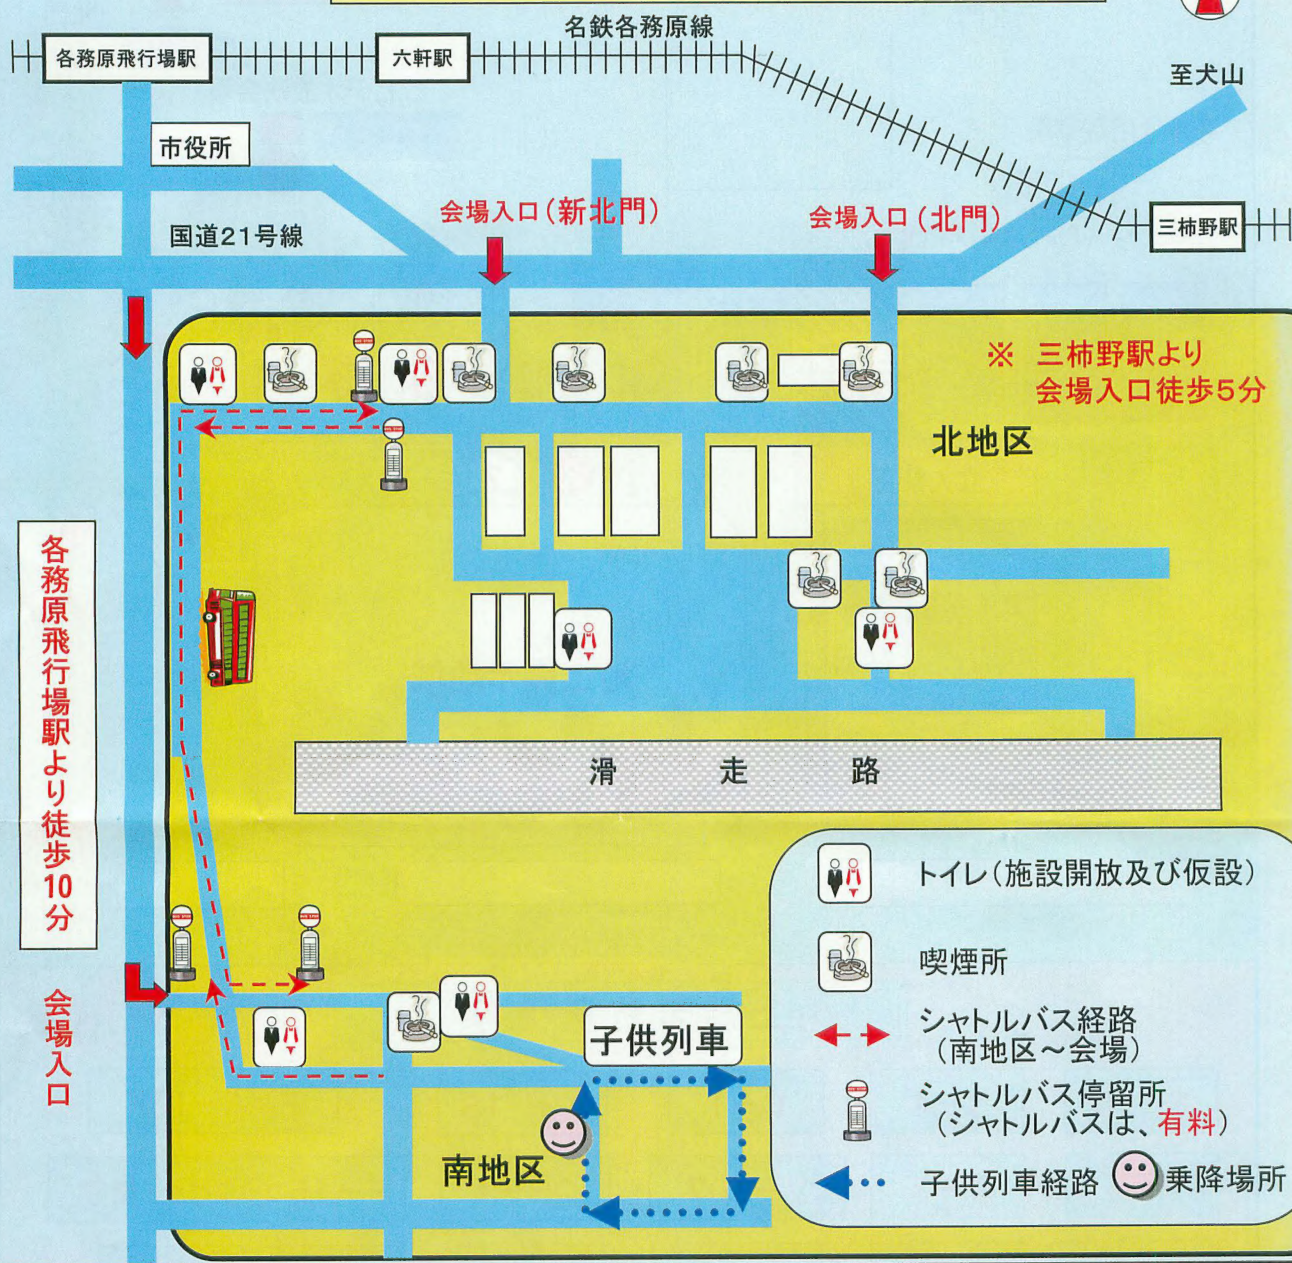 名鉄各務原線
各務原飛行場駅
六軒駅
至犬山
市役所
会場入口(新北門)
会場入口(北門)
三柿野駅
国道21号線
※ 三柿野駅より
会場入口徒歩5分
北地区
各務原飛行場駅より徒歩10分
滑走路
トイレ(施設開放及び仮設)
喫煙所
シャトルバス経路
(南地区~会場)
シャトルバス停留所
(シャトルバスは、有料)
子供列車経路
乗降場所
会場入口
子供列車
南地区